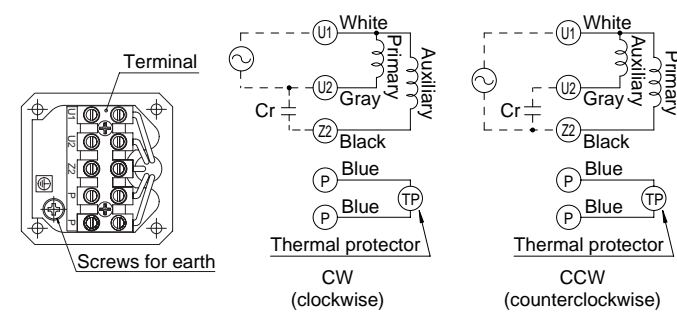 Terminal
U1
U2
Z2
P
P
Screws for earth
U1 White
Primary
Auxiliary
U2 Gray
Cr
Z2 Black
P Blue
TP
P Blue
Thermal protector
CW
(clockwise)
U1 White
Auxiliary
Primary
U2 Gray
Cr
Z2 Black
P Blue
TP
P Blue
Thermal protector
CCW
(counterclockwise)